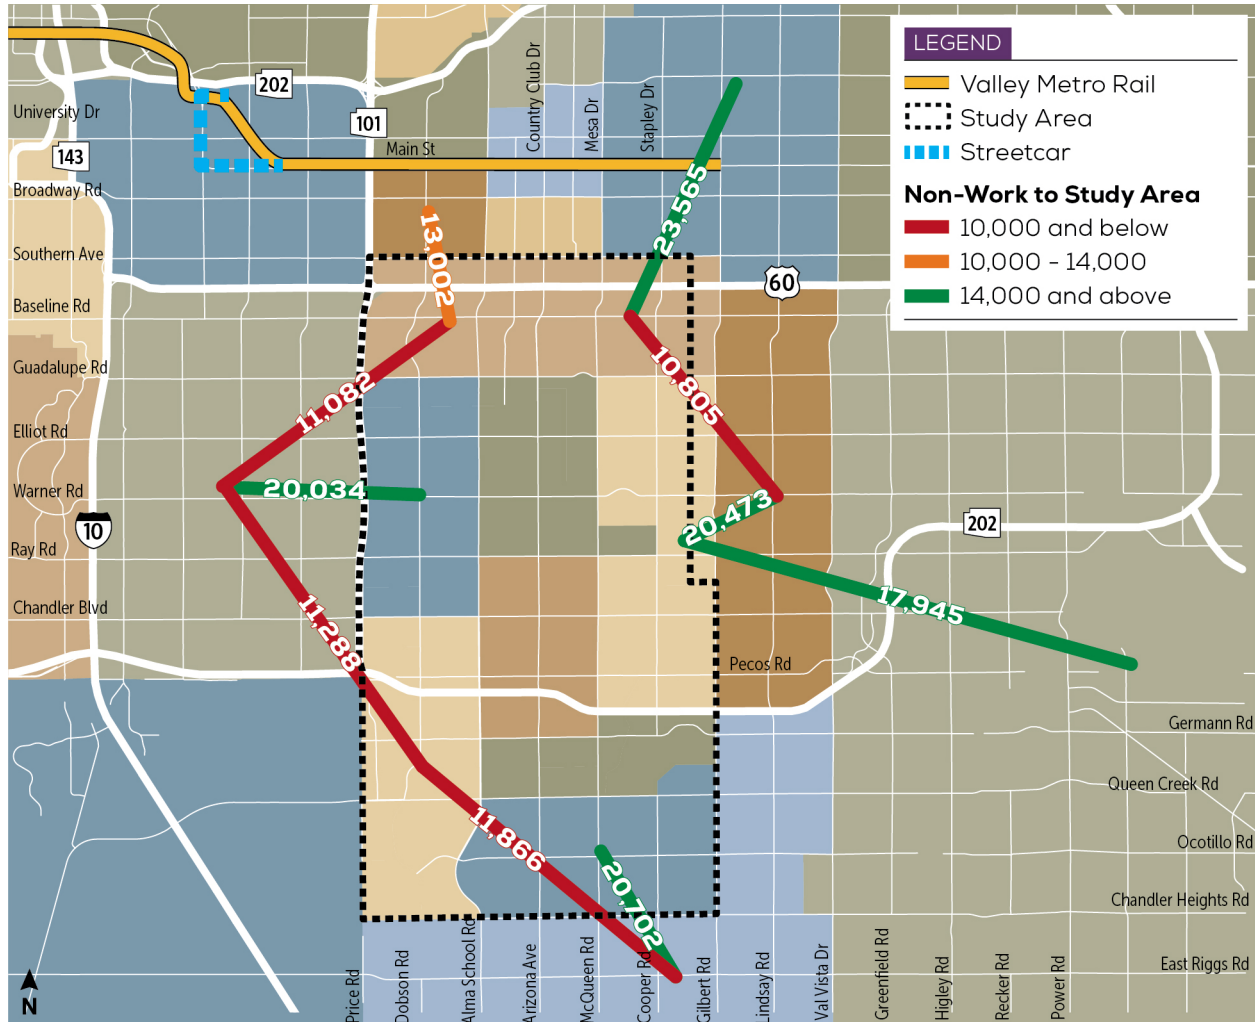 LEGEND
Valley Metro Rail
Study Area
Streetcar
Non-Work to Study Area
10,000 and below
10,000 - 14,000
14,000 and above
202
University Dr
101
Main St
Country Club Dr
Mesa Dr
Stapley Dr
143
Broadway Rd
23,565
13,002
Southern Ave
60
Baseline Rd
Guadalupe Rd
11,082
10,805
Elliot Rd
Warner Rd
20,034
20,473
10
202
Ray Rd
Chandler Blvd
11,288
17,945
Pecos Rd
Germann Rd
Queen Creek Rd
11,866
Ocotillo Rd
20,702
Chandler Heights Rd
East Riggs Rd
N
Price Rd
Dobson Rd
Alma School Rd
Arizona Ave
McQueen Rd
Cooper Rd
Gilbert Rd
Lindsay Rd
Val Vista Dr
Greenfield Rd
Higley Rd
Recker Rd
Power Rd